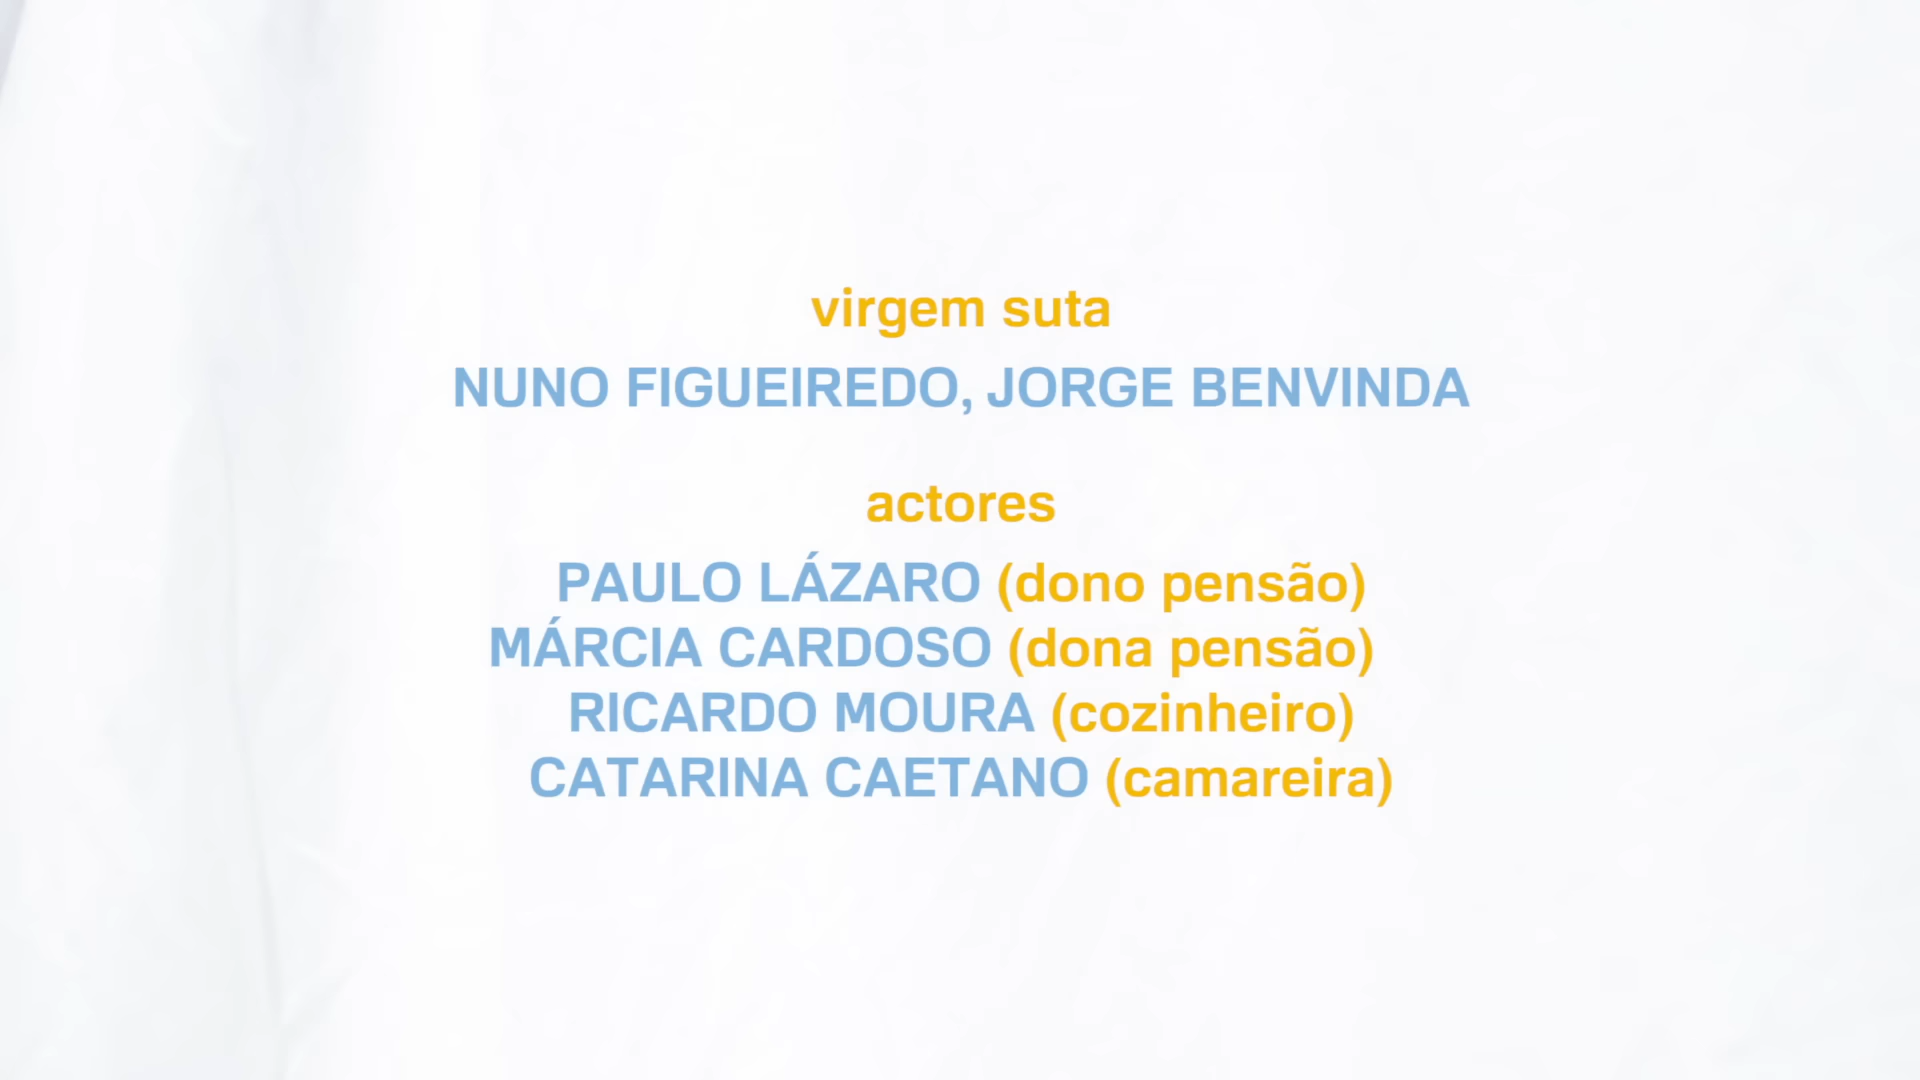 virgem suta
NUNO FIGUEIREDO, JORGE BENVINDA
actores
PAULO LÁZARO (dono pensão)
MÁRCIA CARDOSO (dona pensão)
RICARDO MOURA (cozinheiro)
CATARINA CAETANO (camareira)